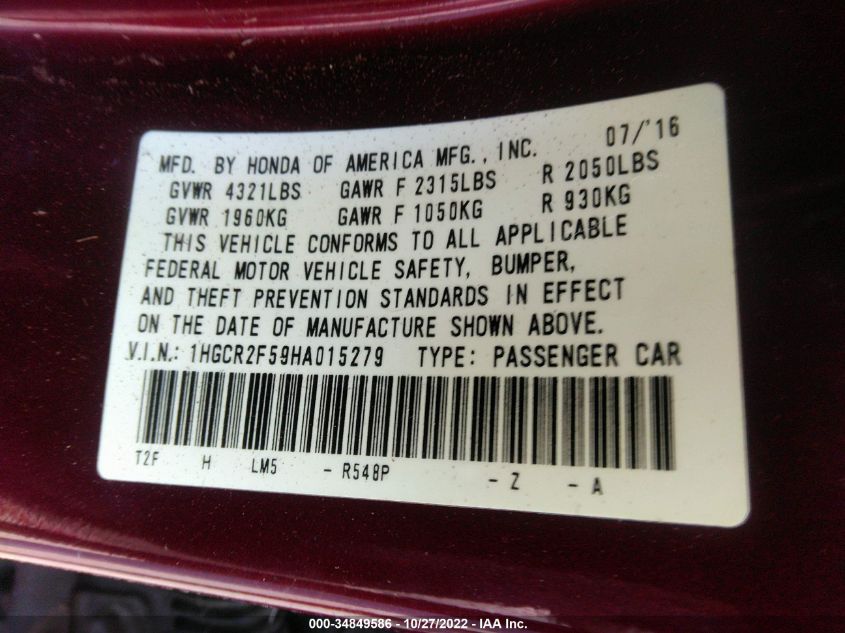 07/'16
MFD. BY HONDA OF AMERICA MFG., INC.
GVWR 4321LBS GAWR F 2315LBS R 2050LBS
GVWR 1960KG GAWR F 1050KG R 930KG
THIS VEHICLE CONFORMS TO ALL APPLICABLE
FEDERAL MOTOR VEHICLE SAFETY, BUMPER,
AND THEFT PREVENTION STANDARDS IN EFFECT
ON THE DATE OF MANUFACTURE SHOWN ABOVE.
V.I.N.: 1HGCR2F59HA015279 TYPE: PASSENGER CAR
T2F H LM5 - R548P - Z - A
000-34849586 - 10/27/2022 - IAA Inc.